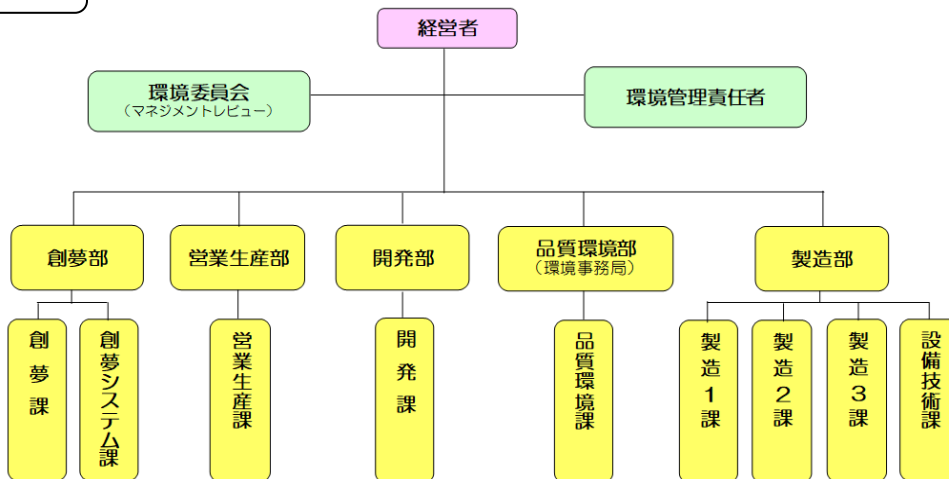 経営者
環境委員会
（マネジメントレビュー）
環境管理責任者
創夢部
営業生産部
開発部
品質環境部
（環境事務局）
製造部
創夢課
創夢システム課
営業生産課
開発課
品質環境課
製造１課
製造２課
製造３課
設備技術課